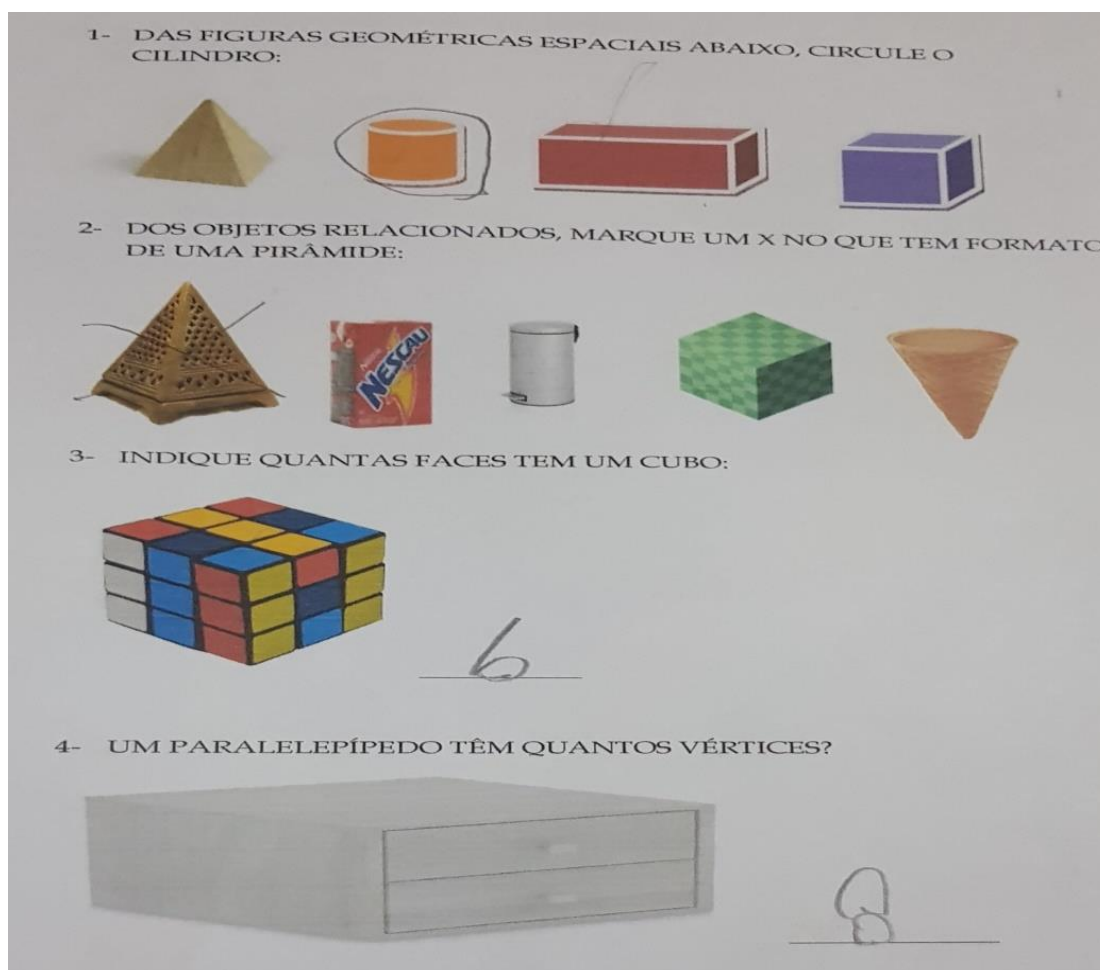 1- DAS FIGURAS GEOMÉTRICAS ESPACIAIS ABAIXO, CIRCULE O
CILINDRO:
2- DOS OBJETOS RELACIONADOS, MARQUE UM X NO QUE TEM FORMATO
DE UMA PIRÂMIDE:
NESCAU
3- INDIQUE QUANTAS FACES TEM UM CUBO:
6
4- UM PARALELEPÍPEDO TÊM QUANTOS VÉRTICES?
8